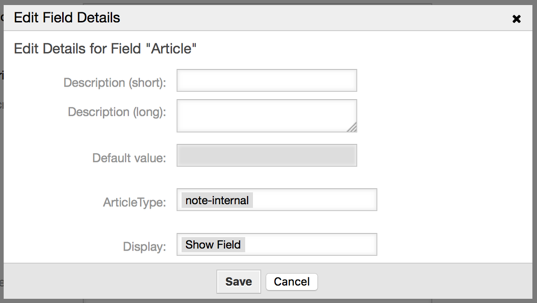 Edit Field Details
Edit Details for Field "Article"
Description (short):
Description (long):
Default value:
ArticleType: note-internal
Display: Show Field
Save Cancel